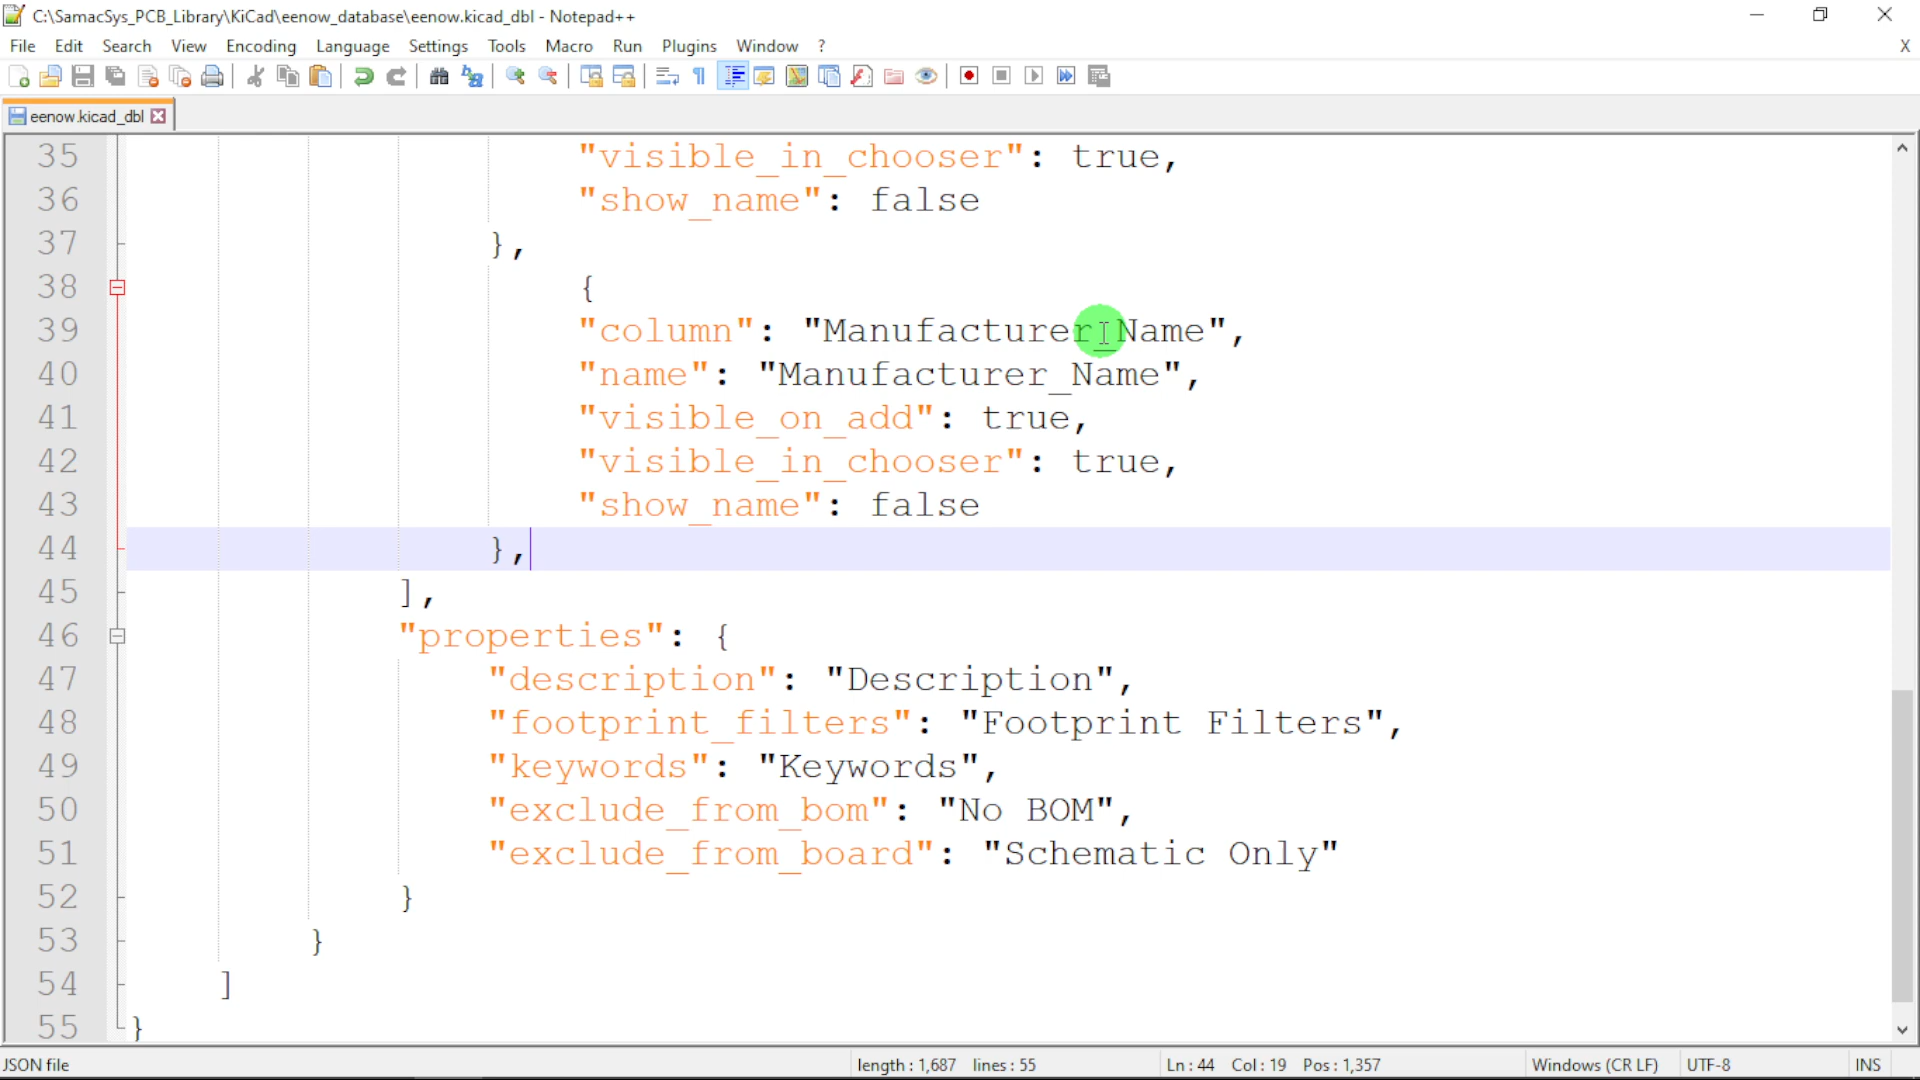 C:\SamacSys_PCB_Library\KiCad\eenow_database\eenow.kicad_dbl - Notepad++
File Edit Search View Encoding Language Settings Tools Macro Run Plugins Window ? X
eenow.kicad_dbl
35 "visible_in_chooser": true,
36 "show_name": false
37 },
38 {
39 "column": "Manufacturer_Name",
40 "name": "Manufacturer_Name",
41 "visible_on_add": true,
42 "visible_in_chooser": true,
43 "show_name": false
44 },
45 ],
46 "properties": {
47 "description": "Description",
48 "footprint_filters": "Footprint Filters",
49 "keywords": "Keywords",
50 "exclude_from_bom": "No BOM",
51 "exclude_from_board": "Schematic Only"
52 }
53 }
54 ]
55 }
JSON file length : 1,687 lines : 55 Ln : 44 Col : 19 Pos : 1,357 Windows (CR LF) UTF-8 INS